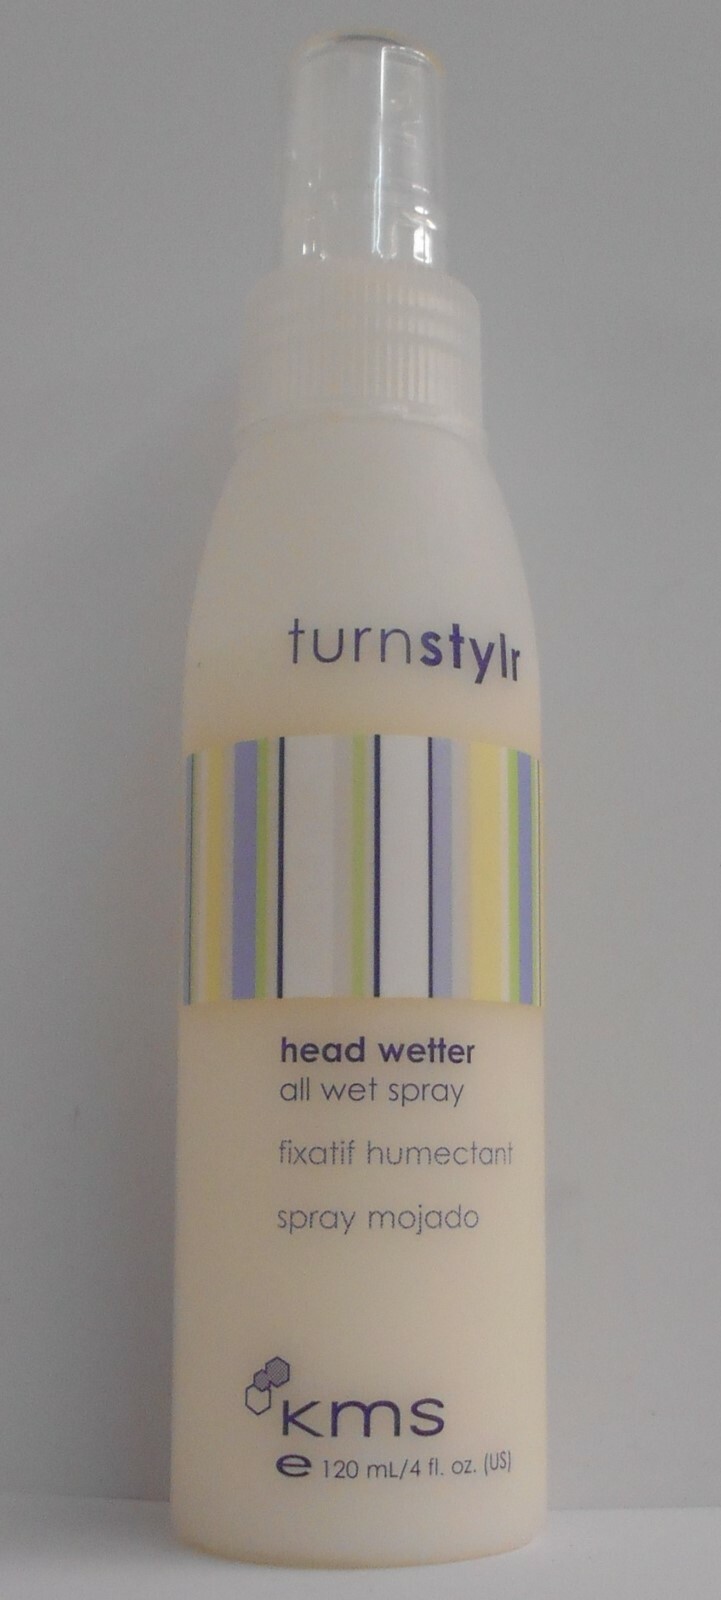 turnstylr
head wetter
all wet spray
fixatif humectant
spray mojado
kms
℮ 120 mL/4 fl. oz. (US)